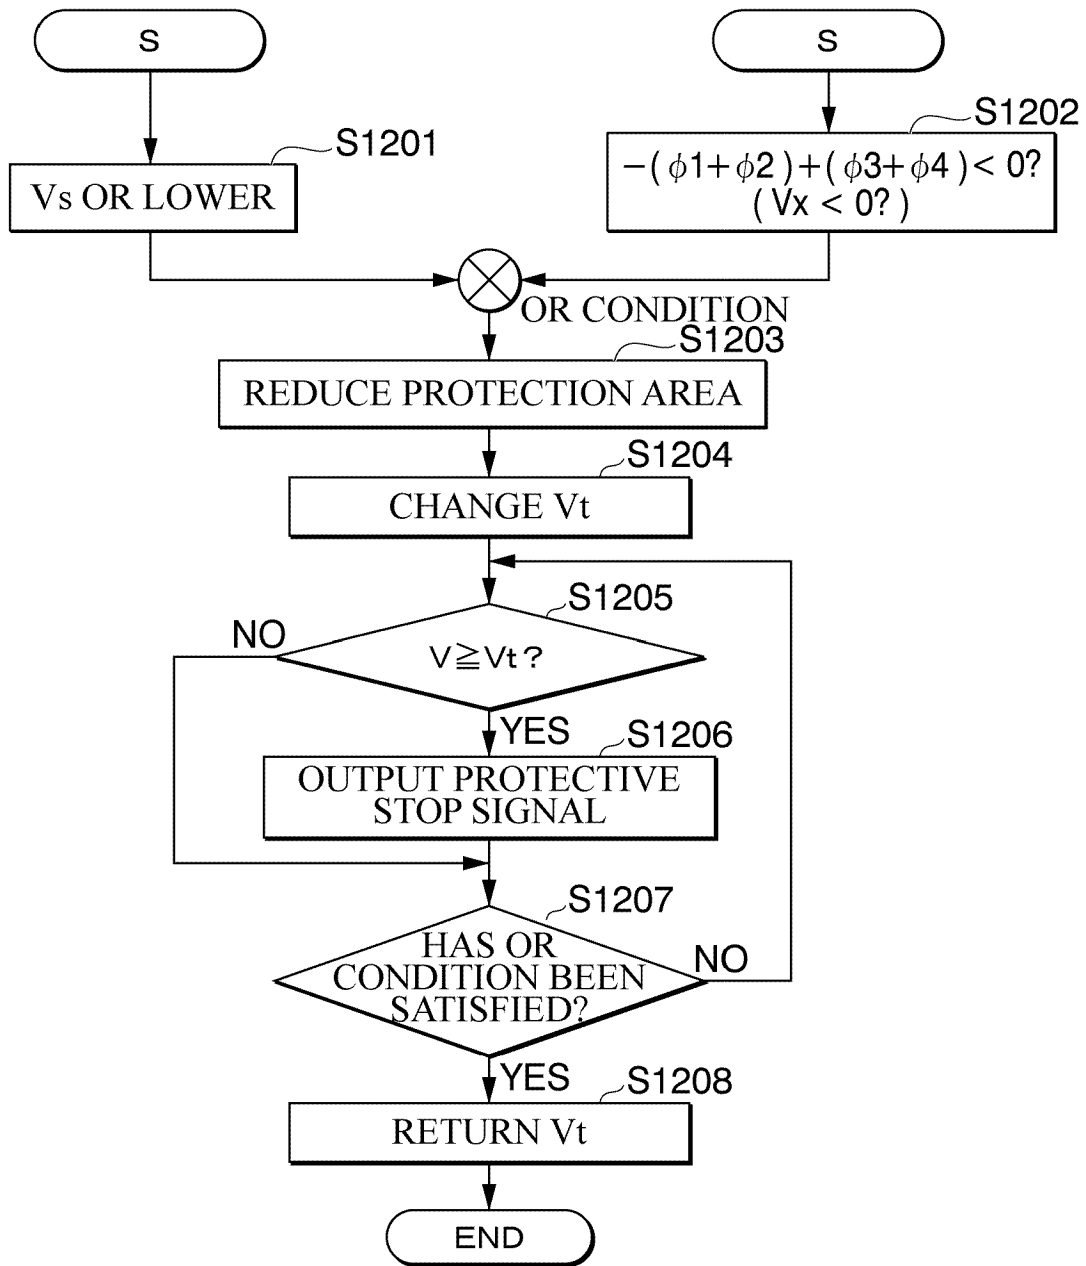 S
S
S1201
S1202
Vs OR LOWER
−(ϕ1+ϕ2)+(ϕ3+ϕ4)<0?
(Vx<0?)
OR CONDITION
S1203
REDUCE PROTECTION AREA
S1204
CHANGE Vt
S1205
NO
V≧Vt?
YES
S1206
OUTPUT PROTECTIVE
STOP SIGNAL
S1207
HAS OR
CONDITION BEEN
SATISFIED?
NO
YES
S1208
RETURN Vt
END